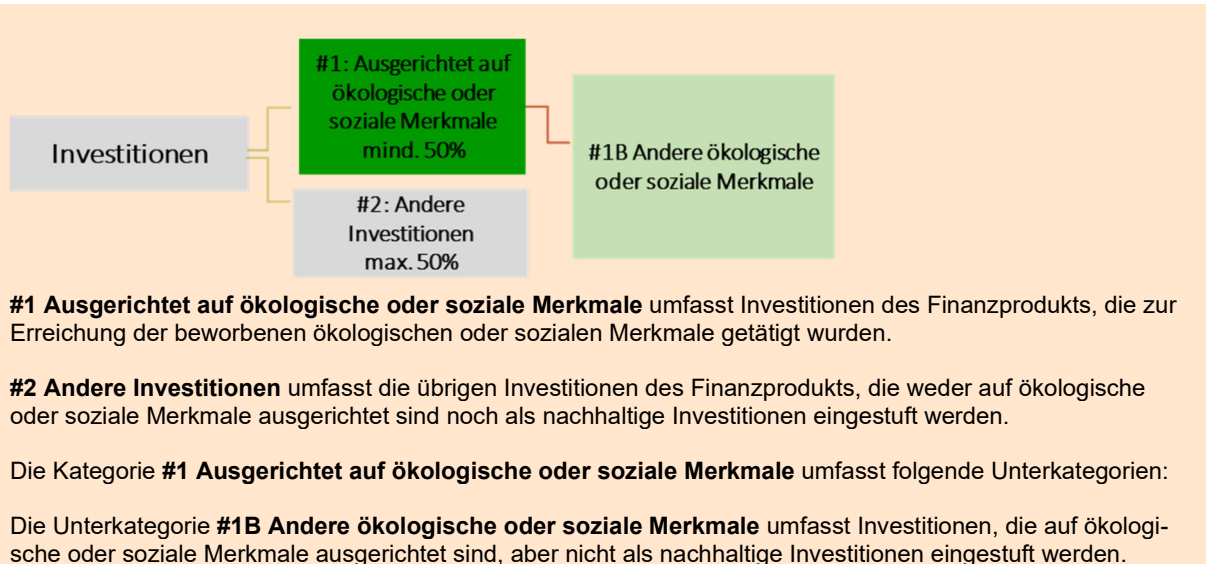 #1: Ausgerichtet auf
ökologische oder
soziale Merkmale
mind. 50%
Investitionen
#1B Andere ökologische
oder soziale Merkmale
#2: Andere
Investitionen
max. 50%
#1 Ausgerichtet auf ökologische oder soziale Merkmale umfasst Investitionen des Finanzprodukts, die zur
Erreichung der beworbenen ökologischen oder sozialen Merkmale getätigt wurden.
#2 Andere Investitionen umfasst die übrigen Investitionen des Finanzprodukts, die weder auf ökologische
oder soziale Merkmale ausgerichtet sind noch als nachhaltige Investitionen eingestuft werden.
Die Kategorie #1 Ausgerichtet auf ökologische oder soziale Merkmale umfasst folgende Unterkategorien:
Die Unterkategorie #1B Andere ökologische oder soziale Merkmale umfasst Investitionen, die auf ökologi-
sche oder soziale Merkmale ausgerichtet sind, aber nicht als nachhaltige Investitionen eingestuft werden.